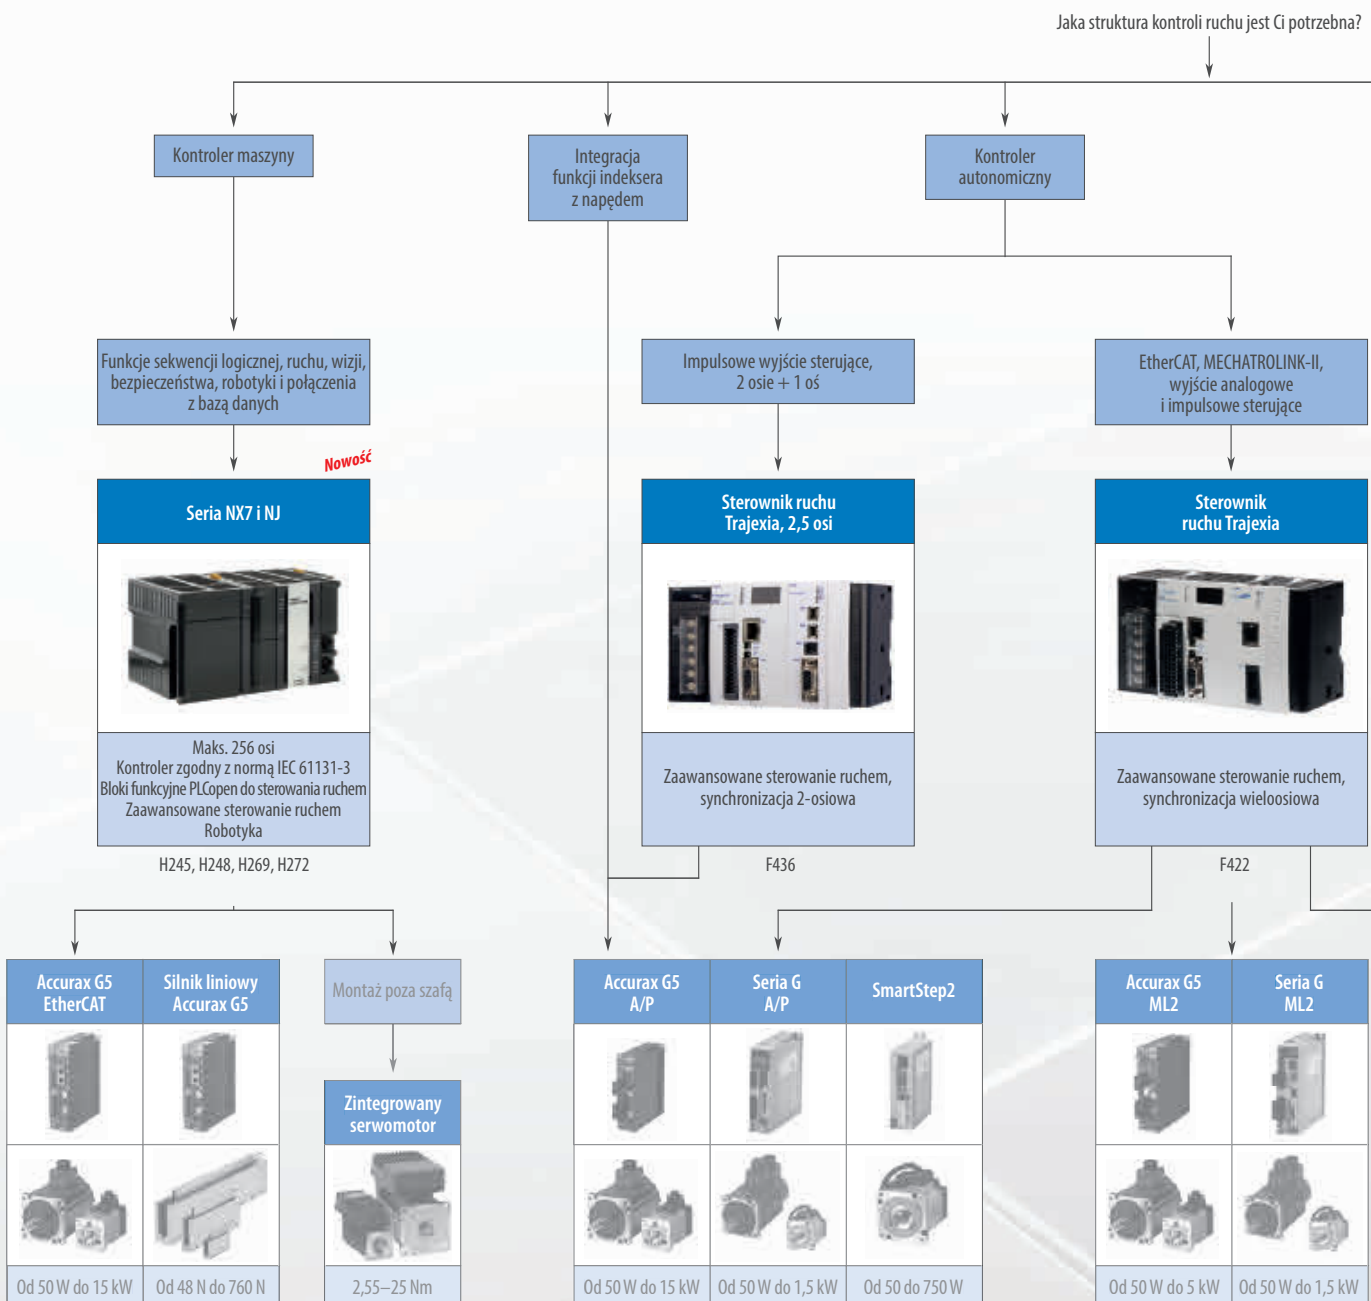 Jaka struktura kontroli ruchu jest Ci potrzebna?
Kontroler maszyny
Integracja
funkcji indeksera
z napędem
Kontroler
autonomiczny
Funkcje sekwencji logicznej, ruchu, wizji,
bezpieczeństwa, robotyki i połączenia
z bazą danych
Impulsowe wyjście sterujące,
2 osie + 1 oś
EtherCAT, MECHATROLINK-II,
wyjście analogowe
i impulsowe sterujące
Nowość
Seria NX7 i NJ
Sterownik ruchu
Trajexia, 2,5 osi
Sterownik
ruchu Trajexia
Maks. 256 osi
Kontroler zgodny z normą IEC 61131-3
Bloki funkcyjne PLCopen do sterowania ruchem
Zaawansowane sterowanie ruchem
Robotyka
Zaawansowane sterowanie ruchem,
synchronizacja 2-osiowa
Zaawansowane sterowanie ruchem,
synchronizacja wieloosiowa
H245, H248, H269, H272
F436
F422
Accurax G5
EtherCAT
Silnik liniowy
Accurax G5
Montaż poza szafą
Accurax G5
A/P
Seria G
A/P
SmartStep2
Accurax G5
ML2
Seria G
ML2
Zintegrowany
serwomotor
Od 50 W do 15 kW
Od 48 N do 760 N
2,55–25 Nm
Od 50 W do 15 kW
Od 50 W do 1,5 kW
Od 50 do 750 W
Od 50 W do 5 kW
Od 50 W do 1,5 kW